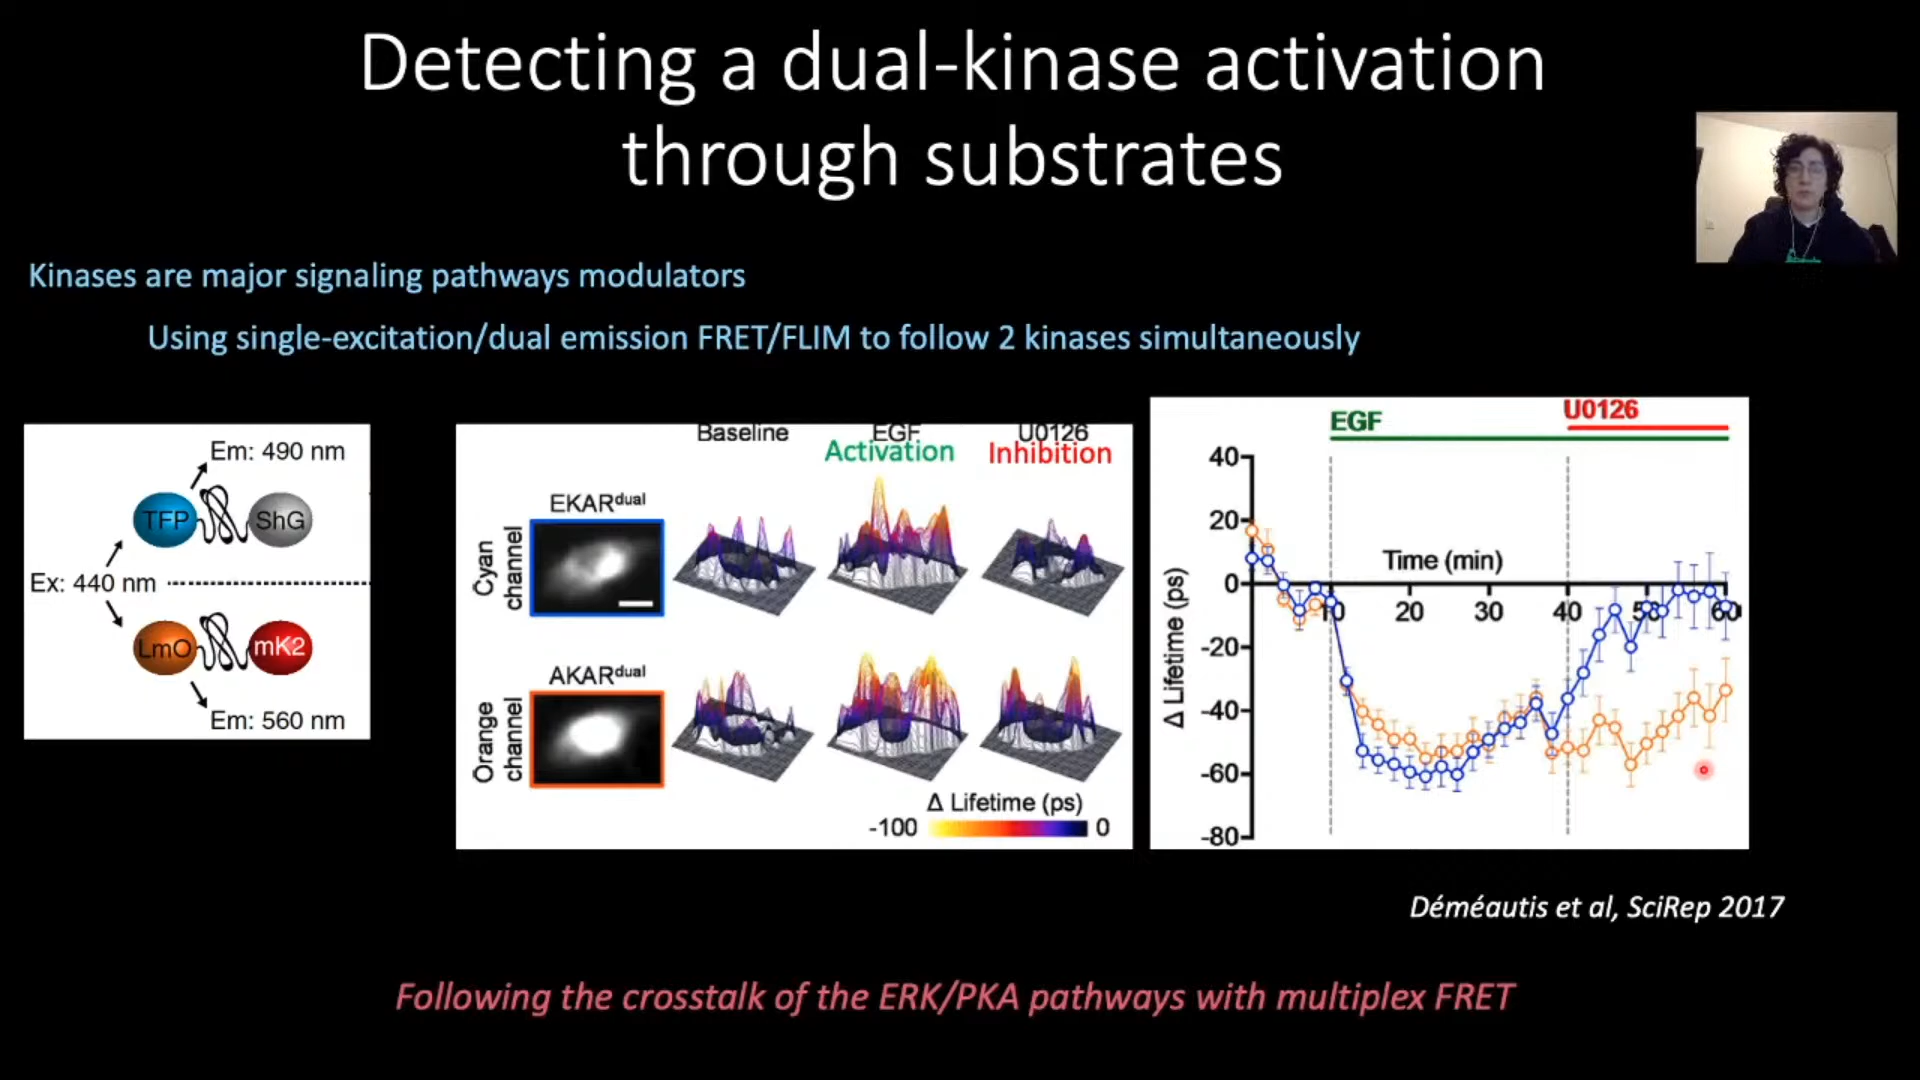 Detecting a dual-kinase activation
through substrates
Kinases are major signaling pathways modulators
Using single-excitation/dual emission FRET/FLIM to follow 2 kinases simultaneously
Em: 490 nm
TFP
ShG
Ex: 440 nm
LmO
mK2
Em: 560 nm
Baseline
EGF
U0126
Activation
Inhibition
EKARdual
Cyan
channel
AKARdual
Orange
channel
Δ Lifetime (ps)
-100
0
EGF
U0126
40
20
0
-20
-40
-60
-80
Δ Lifetime (ps)
Time (min)
10
20
30
40
50
60
Déméautis et al, SciRep 2017
Following the crosstalk of the ERK/PKA pathways with multiplex FRET